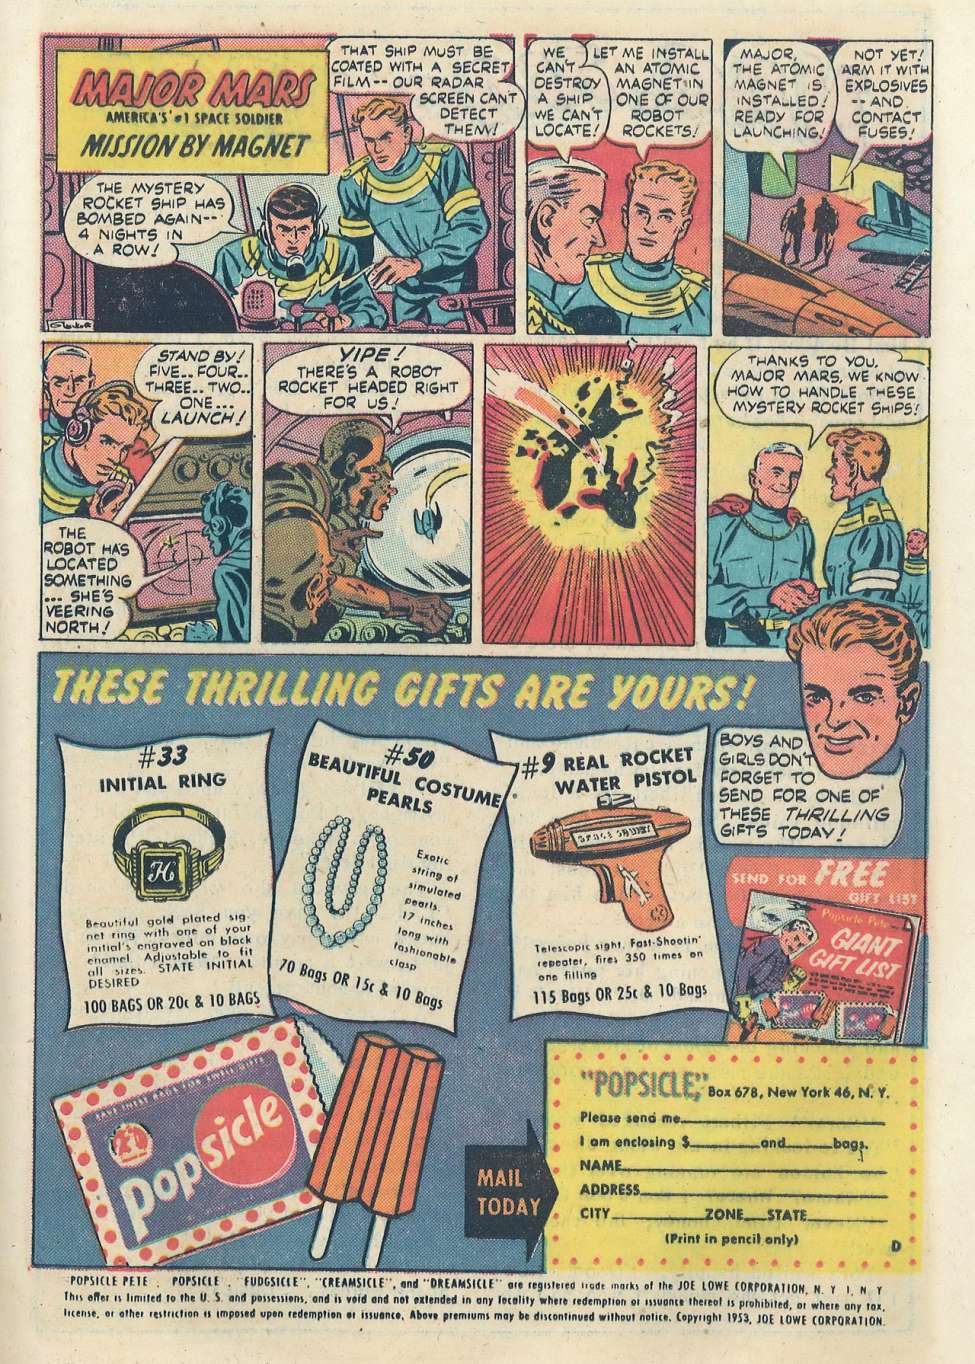 MAJOR MARS
AMERICA'S #1 SPACE SOLDIER
MISSION BY MAGNET
THE MYSTERY
ROCKET SHIP HAS
BOMBED AGAIN--
4 NIGHTS IN
A ROW!
THAT SHIP MUST BE
COATED WITH A SECRET
FILM -- OUR RADAR
SCREEN CAN'T
DETECT
THEM!
WE
CAN'T
DESTROY
A SHIP
WE CAN'T
LOCATE!
LET ME INSTALL
AN ATOMIC
MAGNET IN
ONE OF OUR
ROBOT
ROCKETS!
MAJOR,
THE ATOMIC
MAGNET IS
INSTALLED!
READY FOR
LAUNCHING!
NOT YET!
ARM IT WITH
EXPLOSIVES
-- AND
CONTACT
FUSES!
STAND BY!
FIVE.. FOUR..
THREE.. TWO..
ONE...
LAUNCH!
THE
ROBOT HAS
LOCATED
SOMETHING
... SHE'S
VEERING
NORTH!
YIPE!
THERE'S A ROBOT
ROCKET HEADED RIGHT
FOR US!
THANKS TO YOU,
MAJOR MARS, WE KNOW
HOW TO HANDLE THESE
MYSTERY ROCKET SHIPS!
THESE THRILLING GIFTS ARE YOURS!
#33
INITIAL RING
H
Beautiful gold plated sig-
net ring with one of your
initial's engraved on black
enamel. Adjustable to fit
all sizes. STATE INITIAL
DESIRED
100 BAGS OR 20c & 10 BAGS
#50
BEAUTIFUL COSTUME
PEARLS
Exotic
string of
simulated
pearls.
17 inches
long with
fashionable
clasp
70 Bags OR 15c & 10 Bags
#9 REAL ROCKET
WATER PISTOL
Telescopic sight, Fast-Shootin'
repeater, fires 350 times on
one filling
115 Bags OR 25c & 10 Bags
BOYS AND
GIRLS DON'T
FORGET TO
SEND FOR ONE OF
THESE THRILLING
GIFTS TODAY!
SEND FOR FREE
GIFT LIST
Popsicle Pete
GIANT
GIFT LIST
SAVE THESE BAGS FOR THESE GIFTS
Popsicle
MAIL
TODAY
"POPSICLE," Box 678, New York 46, N. Y.
Please send me
I am enclosing $ and bags.
NAME
ADDRESS
CITY ZONE STATE
(Print in pencil only)
D
POPSICLE PETE, POPSICLE, "FUDGSICLE", "CREAMSICLE", and "DREAMSICLE" are registered trade marks of the JOE LOWE CORPORATION, N. Y. 1, N. Y.
This offer is limited to the U. S. and possessions, and is void and not extended in any locality where redemption or issuance thereof is prohibited, or where any tax,
license, or other restriction is imposed upon redemption or issuance. Above premiums may be discontinued without notice. Copyright 1953, JOE LOWE CORPORATION.